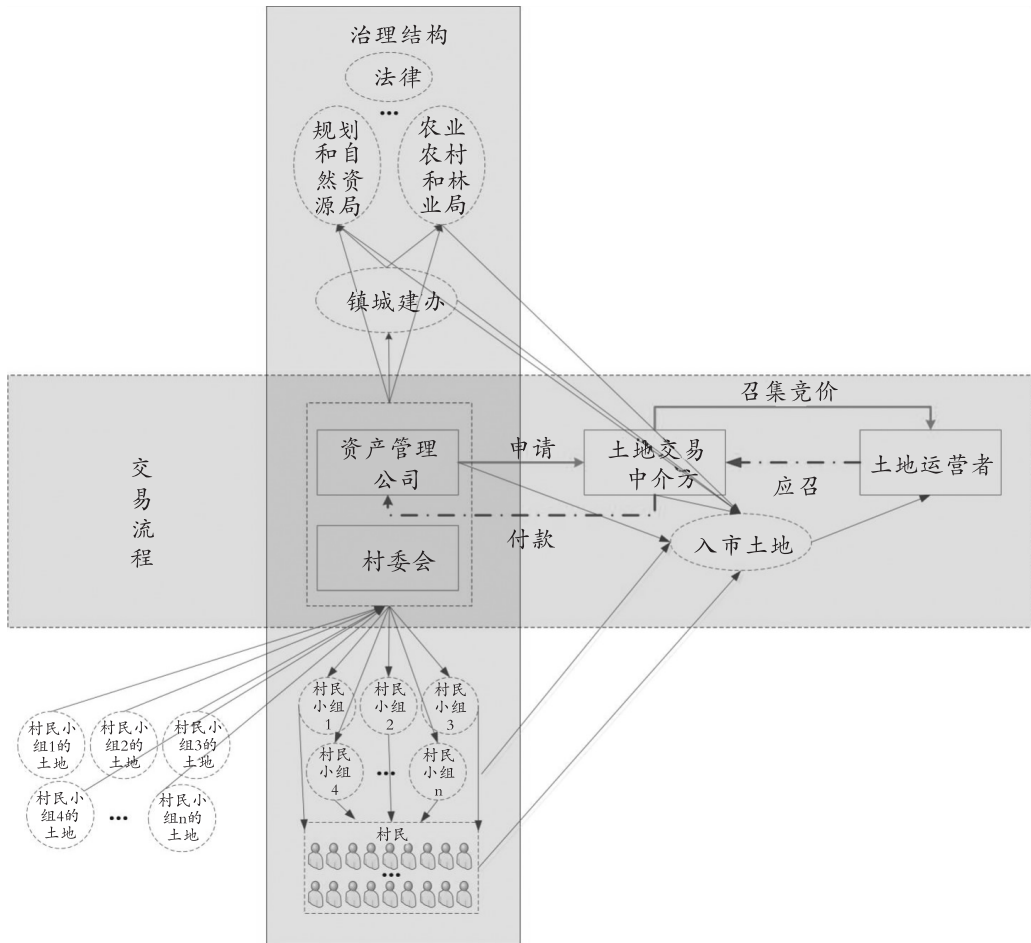 治理结构
法律
...
规划
和自
然资
源局
农业
农村
和林
业局
镇城建办
交
易
流
程
资产管理
公司
村委会
申请
付款
土地交易
中介方
召集竞价
应召
土地运营者
入市土地
村民
小组
1
村民
小组
2
村民
小组
3
村民
小组
4
...
村民
小组
n
村民小
组1的
土地
村民小
组2的
土地
村民小
组3的
土地
村民小
组4的
土地
...
村民小
组n的
土地
村民
...